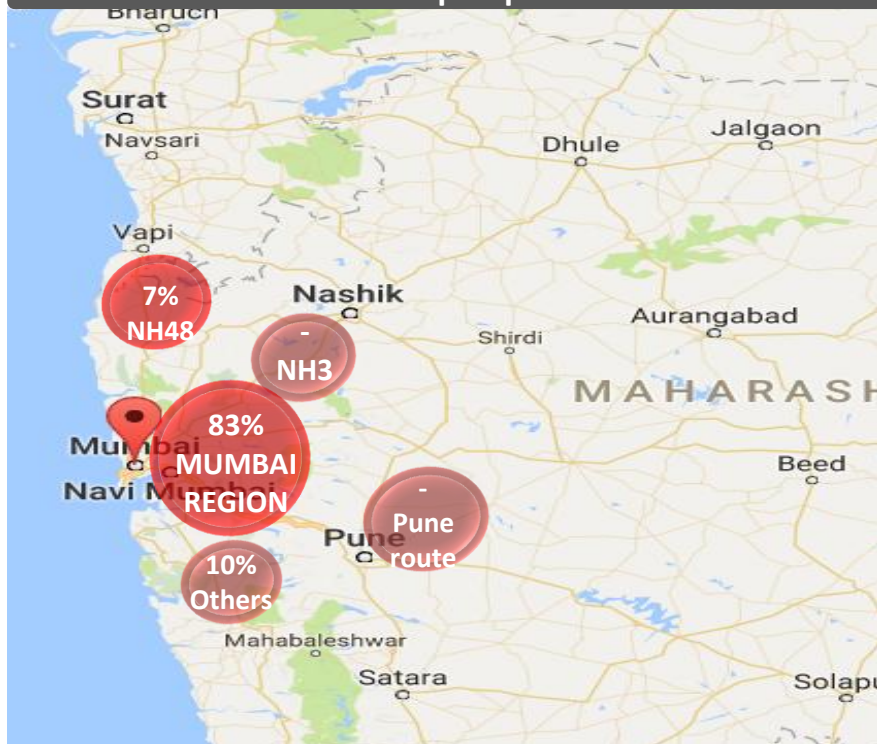 Bharuch
Surat
Navsari
Dhule
Jalgaon
Vapi
7%
NH48
Nashik
-
NH3
Shirdi
Aurangabad
MAHARASH
83%
MUMBAI
REGION
Mumbai
Navi Mumbai
Beed
-
Pune
route
Pune
10%
Others
Mahabaleshwar
Satara
Solapu